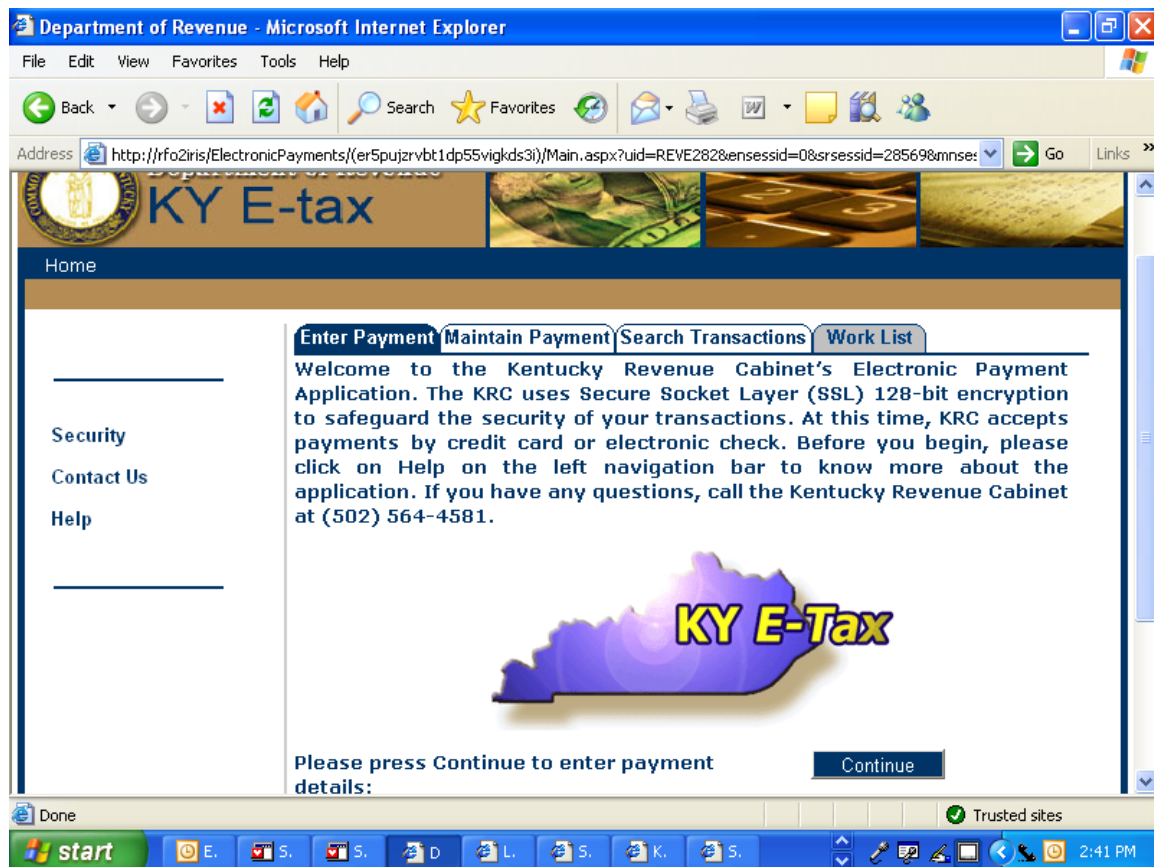 Department of Revenue - Microsoft Internet Explorer
File Edit View Favorites Tools Help
Back Search Favorites
Address http://rfo2iris/ElectronicPayments/(er5pujzrvbt1dp55vigkds3i)/Main.aspx?uid=REVE282&ensessid=0&srsessid=28569&mnses Go Links »
Department of Revenue
KY E-tax
Home
Enter Payment Maintain Payment Search Transactions Work List
Welcome to the Kentucky Revenue Cabinet's Electronic Payment
Application. The KRC uses Secure Socket Layer (SSL) 128-bit encryption
to safeguard the security of your transactions. At this time, KRC accepts
payments by credit card or electronic check. Before you begin, please
click on Help on the left navigation bar to know more about the
application. If you have any questions, call the Kentucky Revenue Cabinet
at (502) 564-4581.
Security
Contact Us
Help
KY E-Tax
Please press Continue to enter payment
details:
Continue
Done Trusted sites
start E. S. S. D L. S. K. S. 2:41 PM